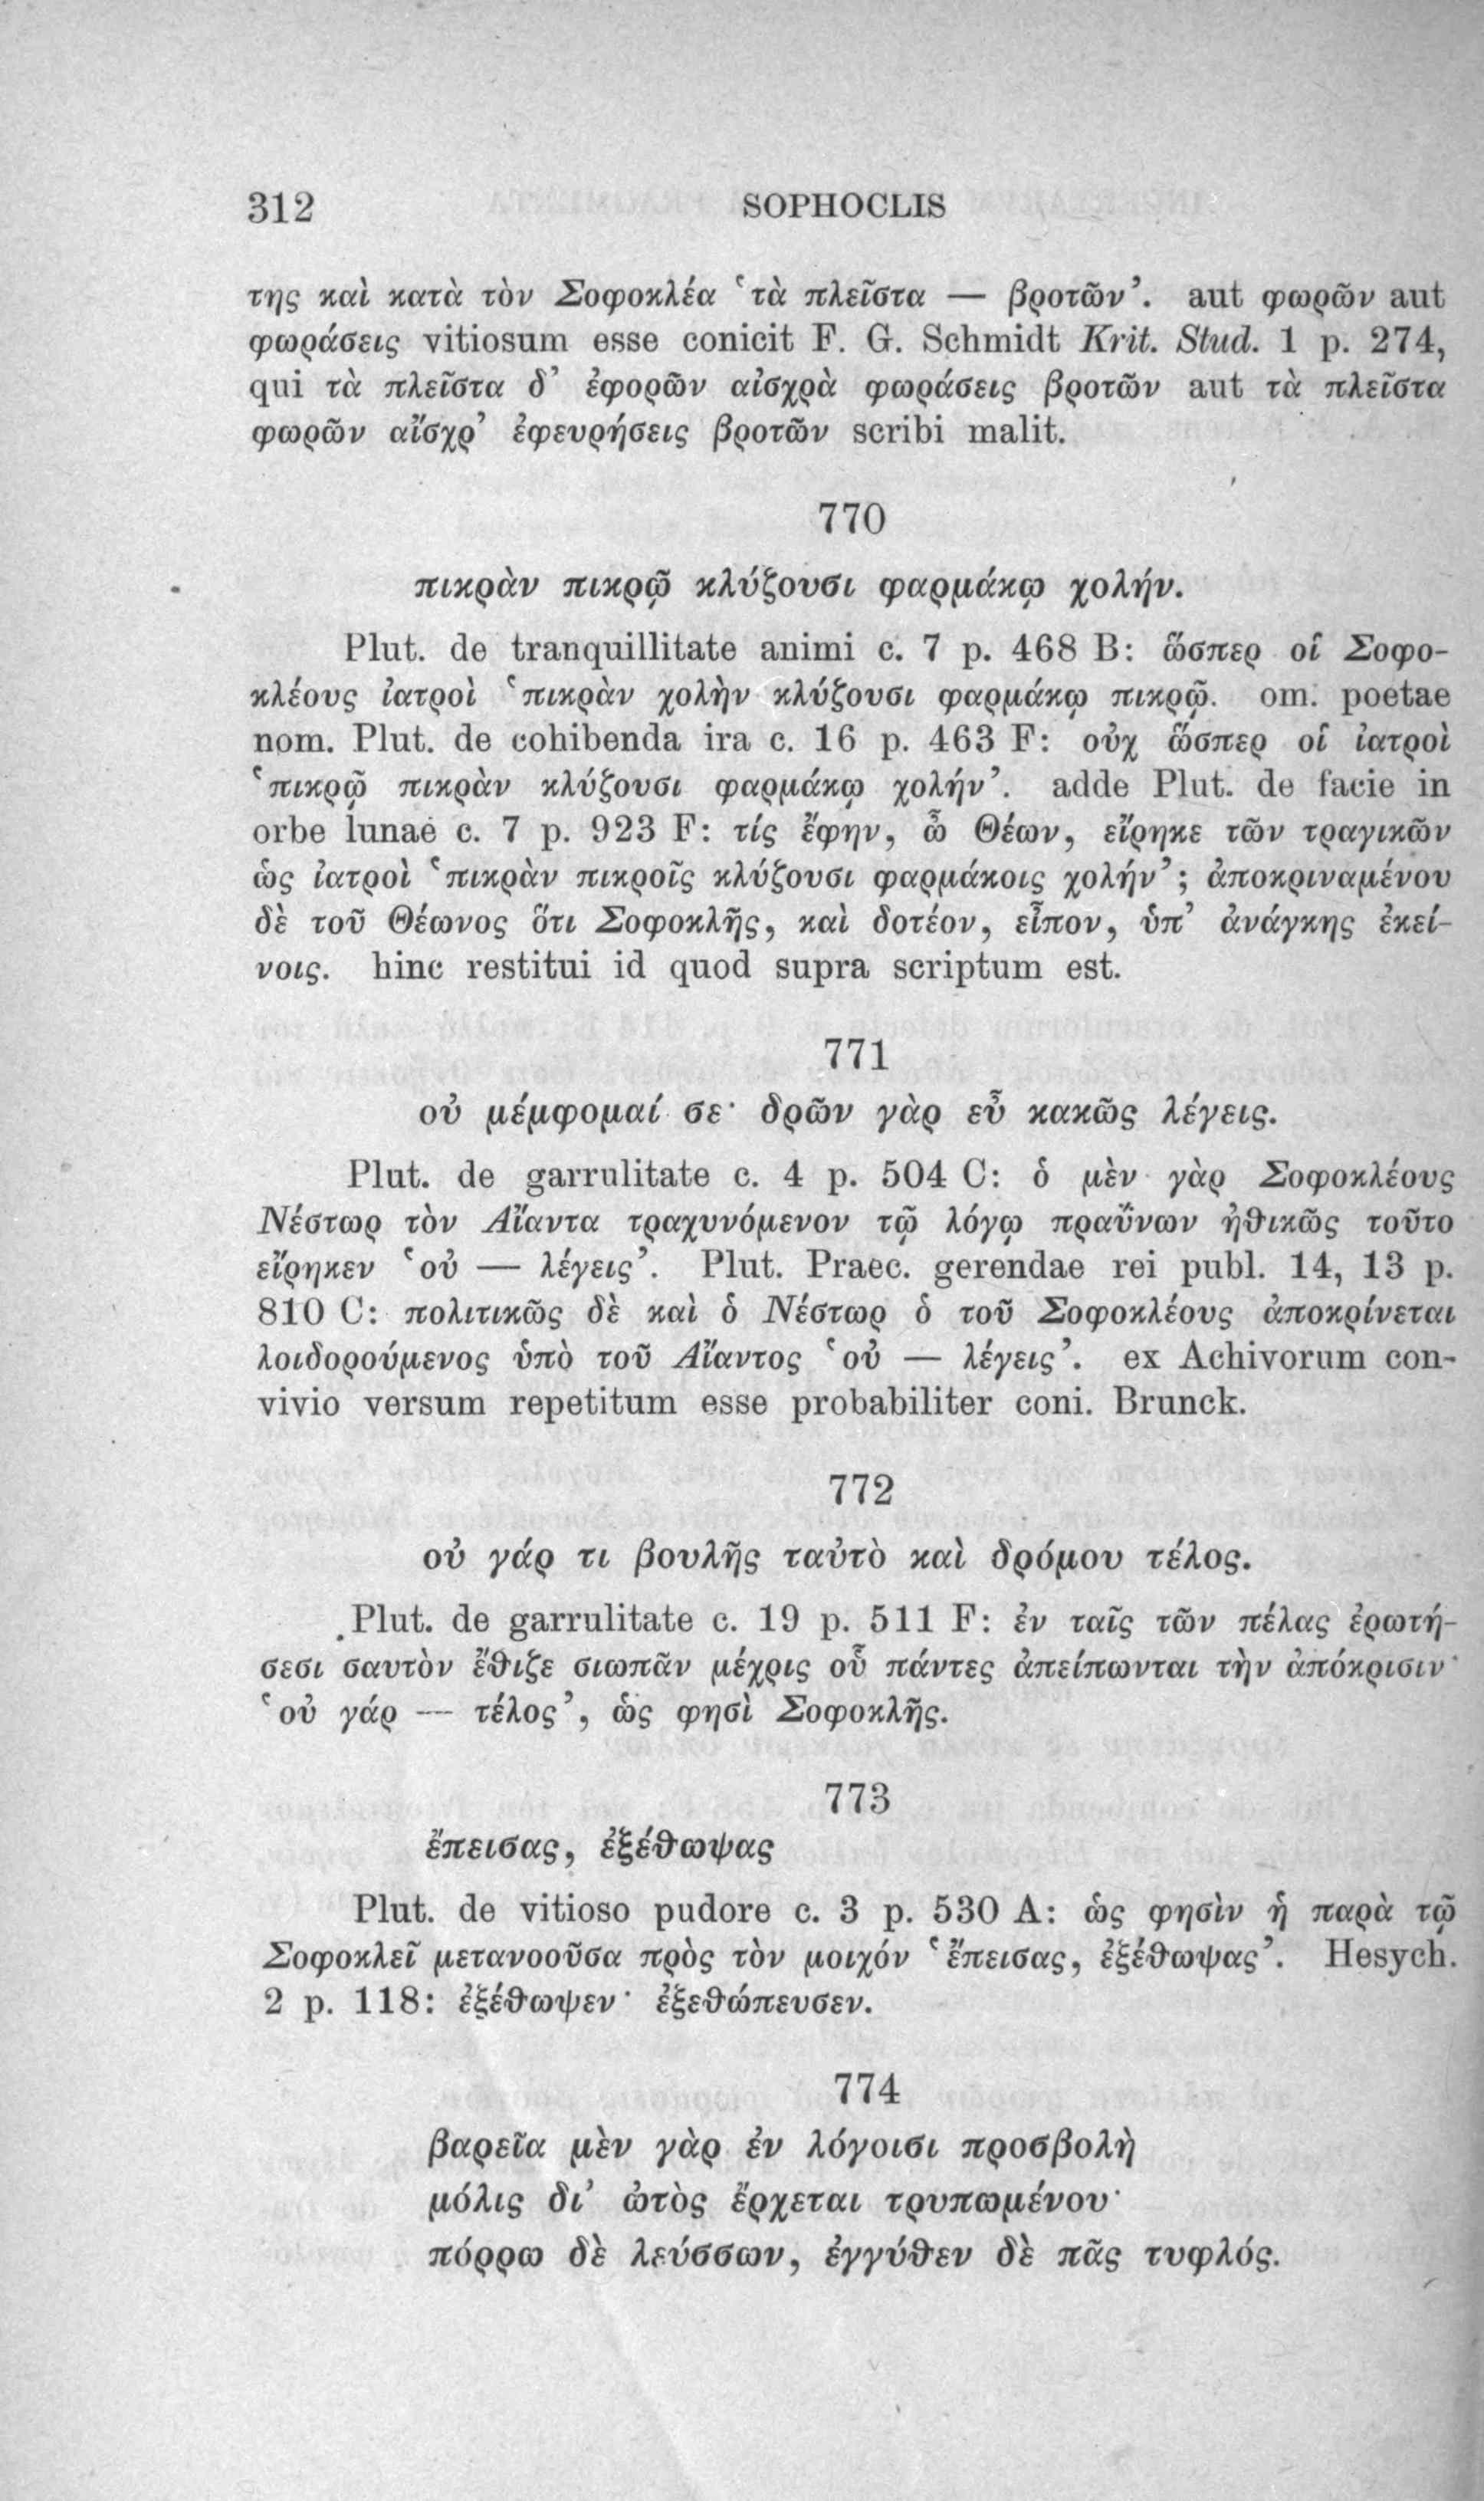 312 SOPHOCLIS
της καὶ κατὰ τὸν Σοφοκλέα ‛τὰ πλεῖστα — βροτῶν’. aut φωρῶν aut
φωράσεις vitiosum esse conicit F. G. Schmidt Krit. Stud. 1 p. 274,
qui τὰ πλεῖστα δ’ ἐφορῶν αἰσχρὰ φωράσεις βροτῶν aut τὰ πλεῖστα
φωρῶν αἴσχρ’ ἐφευρήσεις βροτῶν scribi malit.
770
πικρὰν πικρῷ κλύζουσι φαρμάκῳ χολήν.
Plut. de tranquillitate animi c. 7 p. 468 B: ὥσπερ οἱ Σοφο-
κλέους ἰατροὶ ‛πικρὰν χολὴν κλύζουσι φαρμάκῳ πικρῷ. om. poetae
nom. Plut. de cohibenda ira c. 16 p. 463 F: οὐχ ὥσπερ οἱ ἰατροὶ
‛πικρῷ πικρὰν κλύζουσι φαρμάκῳ χολήν’. adde Plut. de facie in
orbe lunae c. 7 p. 923 F: τίς ἔφην, ὦ Θέων, εἴρηκε τῶν τραγικῶν
ὡς ἰατροὶ ‛πικρὰν πικροῖς κλύζουσι φαρμάκοις χολήν’; ἀποκριναμένου
δὲ τοῦ Θέωνος ὅτι Σοφοκλῆς, καὶ δοτέον, εἶπον, ὑπ’ ἀνάγκης ἐκεί-
νοις. hinc restitui id quod supra scriptum est.
771
οὐ μέμφομαί σε· δρῶν γὰρ εὖ κακῶς λέγεις.
Plut. de garrulitate c. 4 p. 504 C: ὁ μὲν γὰρ Σοφοκλέους
Νέστωρ τὸν Αἴαντα τραχυνόμενον τῷ λόγῳ πραΰνων ἠθικῶς τοῦτο
εἴρηκεν ‛οὐ — λέγεις’. Plut. Praec. gerendae rei publ. 14, 13 p.
810 C: πολιτικῶς δὲ καὶ ὁ Νέστωρ ὁ τοῦ Σοφοκλέους ἀποκρίνεται
λοιδορούμενος ὑπὸ τοῦ Αἴαντος ‛οὐ — λέγεις’. ex Achivorum con-
vivio versum repetitum esse probabiliter coni. Brunck.
772
οὐ γάρ τι βουλῆς ταὐτὸ καὶ δρόμου τέλος.
Plut. de garrulitate c. 19 p. 511 F: ἐν ταῖς τῶν πέλας ἐρωτή-
σεσι σαυτὸν ἔθιζε σιωπᾶν μέχρις οὗ πάντες ἀπείπωνται τὴν ἀπόκρισιν·
‛οὐ γάρ — τέλος’, ὥς φησὶ Σοφοκλῆς.
773
ἔπεισας, ἐξέθωψας
Plut. de vitioso pudore c. 3 p. 530 A: ὥς φησὶν ἡ παρὰ τῷ
Σοφοκλεῖ μετανοοῦσα πρὸς τὸν μοιχόν ‛ἔπεισας, ἐξέθωψας’. Hesych.
2 p. 118: ἐξέθωψεν· ἐξεθώπευσεν.
774
βαρεῖα μὲν γὰρ ἐν λόγοισι προσβολὴ
μόλις δι’ ὠτὸς ἔρχεται τρυπωμένου·
πόρρω δὲ λεύσσων, ἐγγύθεν δὲ πᾶς τυφλός.